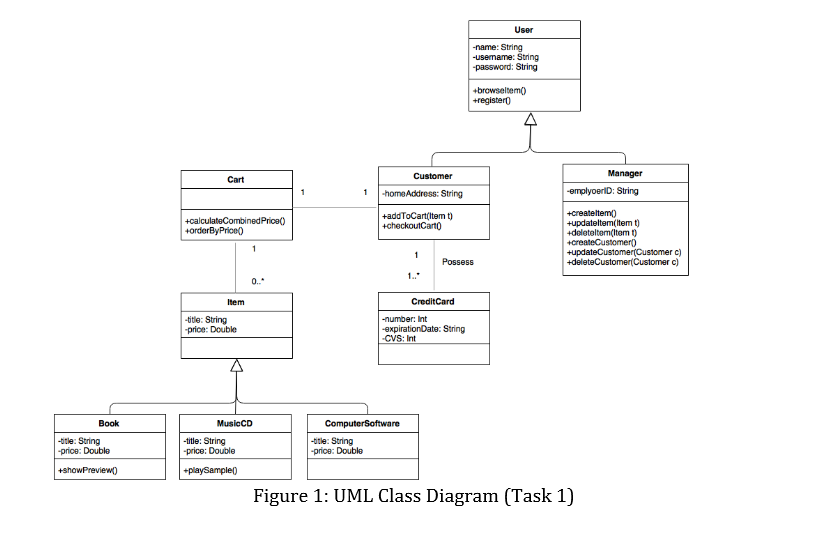 User
-name: String
-username: String
-password: String
+browseItem()
+register()
Cart
+calculateCombinedPrice()
+orderByPrice()
1
1
Customer
-homeAddress: String
+addToCart(Item t)
+checkoutCart()
Manager
-emplyoerID: String
+createItem()
+updateItem(Item t)
+deleteItem(Item t)
+createCustomer()
+updateCustomer(Customer c)
+deleteCustomer(Customer c)
1
0..*
1
Possess
1..*
Item
-title: String
-price: Double
CreditCard
-number: Int
-expirationDate: String
-CVS: Int
Book
-title: String
-price: Double
+showPreview()
MusicCD
-title: String
-price: Double
+playSample()
ComputerSoftware
-title: String
-price: Double
Figure 1: UML Class Diagram (Task 1)